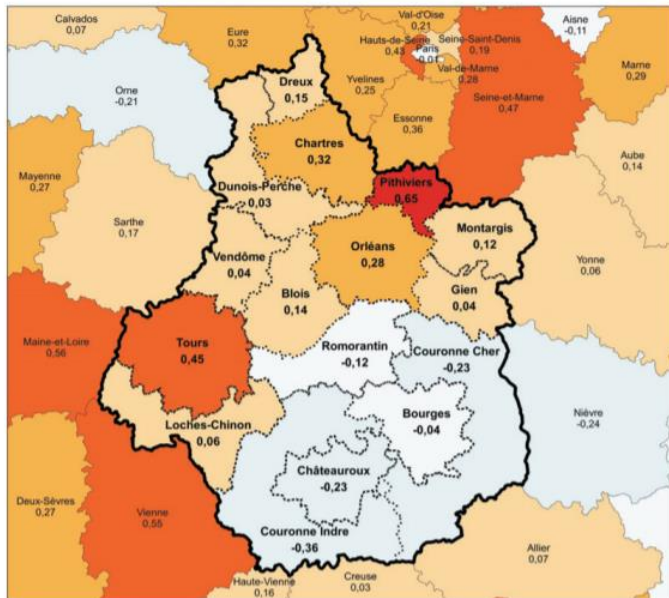 Calvados
0,07
Eure
0,32
Val-d'Oise
0,21
Hauts-de-Seine
0,43
Seine-Saint-Denis
0,19
Paris
-0,01
Val-de-Marne
0,28
Aisne
-0,11
Marne
0,29
Orne
-0,21
Dreux
0,15
Yvelines
0,25
Essonne
0,36
Seine-et-Marne
0,47
Chartres
0,32
Aube
0,14
Mayenne
0,27
Sarthe
0,17
Dunois-Perche
0,03
Pithiviers
0,65
Vendôme
0,04
Orléans
0,28
Montargis
0,12
Yonne
0,06
Blois
0,14
Gien
0,04
Maine-et-Loire
0,56
Tours
0,45
Romorantin
-0,12
Couronne Cher
-0,23
Loches-Chinon
0,06
Bourges
-0,04
Nièvre
-0,24
Châteauroux
-0,23
Deux-Sèvres
0,27
Vienne
0,55
Couronne Indre
-0,36
Allier
0,07
Haute-Vienne
0,16
Creuse
0,03